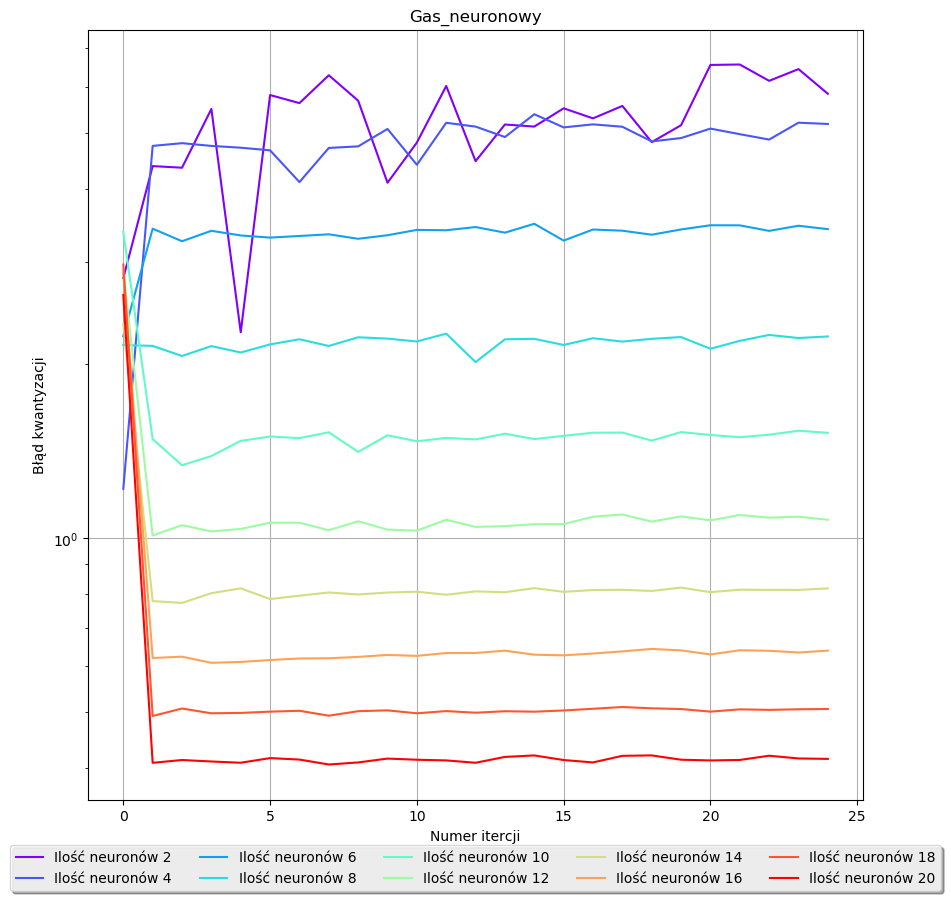 Gas_neuronowy
Błąd kwantyzacji
10⁰
0 5 10 15 20 25
Numer itercji
Ilość neuronów 2 Ilość neuronów 6 Ilość neuronów 10 Ilość neuronów 14 Ilość neuronów 18
Ilość neuronów 4 Ilość neuronów 8 Ilość neuronów 12 Ilość neuronów 16 Ilość neuronów 20